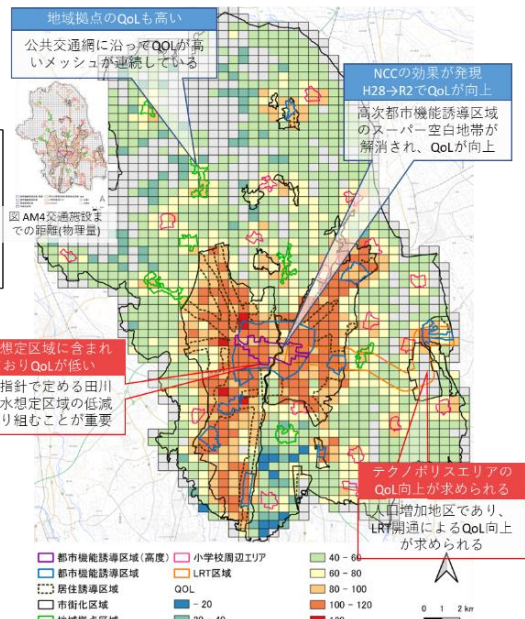 地域拠点のQoLも高い
公共交通網に沿ってQOLが高
いメッシュが連続している
NCCの効果が発現
H28→R2でQoLが向上
高次都市機能誘導区域
のスーパー空白地帯が
解消され、QoLが向上
図 AM4交通施設ま
での距離(物理量)
想定区域に含まれ
おりQoLが低い
指針で定める田川
水想定区域の低減
り組むことが重要
テクノポリスエリアの
QoL向上が求められる
人口増加地区であり、
LRT開通によるQoL向上
が求められる
都市機能誘導区域(高度)
都市機能誘導区域
居住誘導区域
市街化区域
地域拠点区域
小学校周辺エリア
LRT区域
QOL
- 20
20 - 40
40 - 60
60 - 80
80 - 100
100 - 120
120 -
0 1 2 km